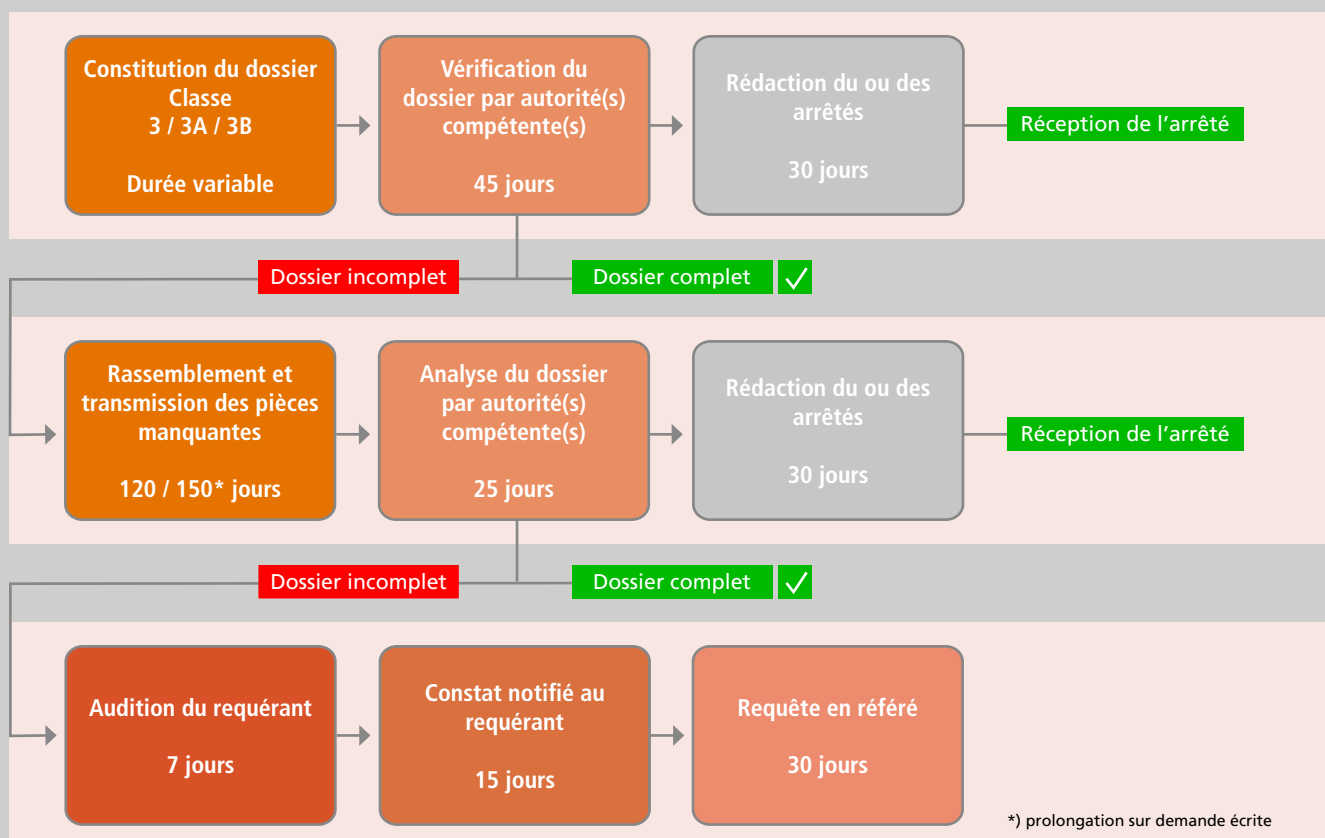 Constitution du dossier
Classe
3 / 3A / 3B
Durée variable
Vérification du
dossier par autorité(s)
compétente(s)
45 jours
Rédaction du ou des
arrêtés
30 jours
Réception de l’arrêté
Dossier incomplet
Dossier complet
Rassemblement et
transmission des pièces
manquantes
120 / 150* jours
Analyse du dossier
par autorité(s)
compétente(s)
25 jours
Rédaction du ou des
arrêtés
30 jours
Réception de l’arrêté
Dossier incomplet
Dossier complet
Audition du requérant
7 jours
Constat notifié au
requérant
15 jours
Requête en référé
30 jours
*) prolongation sur demande écrite